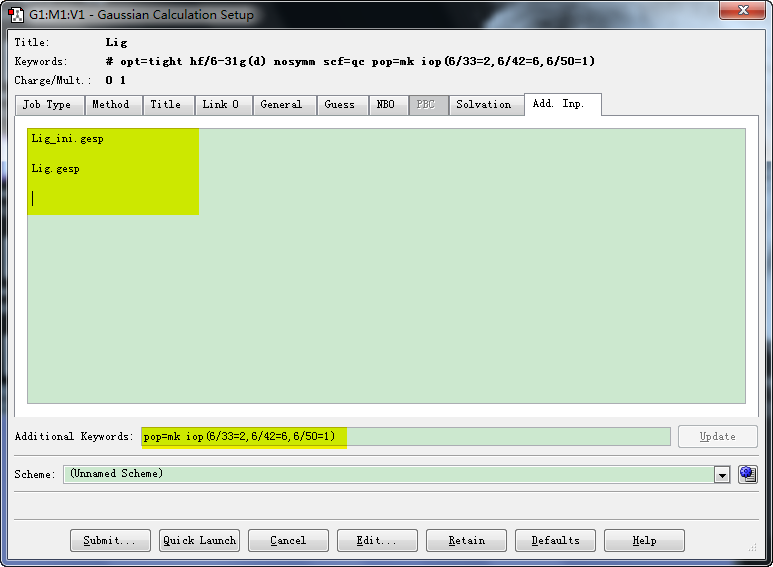 G1:M1:V1 - Gaussian Calculation Setup
Title: Lig
Keywords: # opt=tight hf/6-31g(d) nosymm scf=qc pop=mk iop(6/33=2,6/42=6,6/50=1)
Charge/Mult.: 0 1
Job Type Method Title Link 0 General Guess NBO PBC Solvation Add. Inp.
Lig_ini.gesp
Lig.gesp
Additional Keywords: pop=mk iop(6/33=2,6/42=6,6/50=1) Update
Scheme: (Unnamed Scheme)
Submit... Quick Launch Cancel Edit... Retain Defaults Help